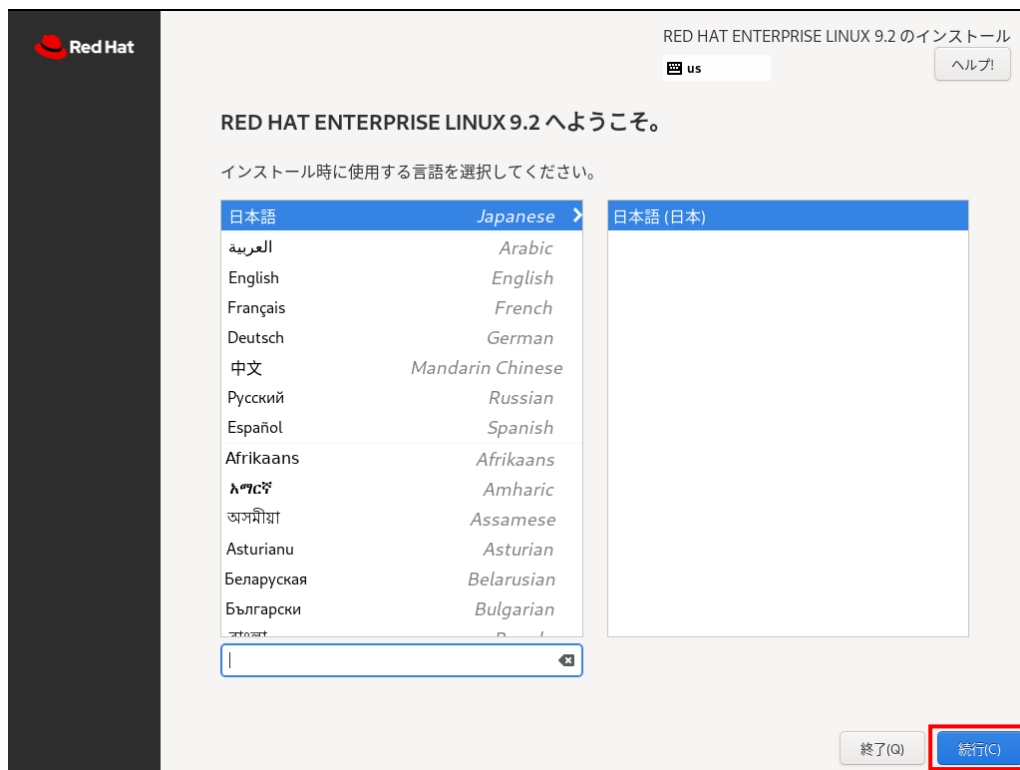 Red Hat
RED HAT ENTERPRISE LINUX 9.2 のインストール
us
ヘルプ!
RED HAT ENTERPRISE LINUX 9.2 へようこそ。
インストール時に使用する言語を選択してください。
日本語 Japanese
日本語 (日本)
العربية Arabic
English English
Français French
Deutsch German
中文 Mandarin Chinese
Русский Russian
Español Spanish
Afrikaans Afrikaans
አማርኛ Amharic
অসমীয়া Assamese
Asturianu Asturian
Беларуская Belarusian
Български Bulgarian
終了(Q)
続行(C)